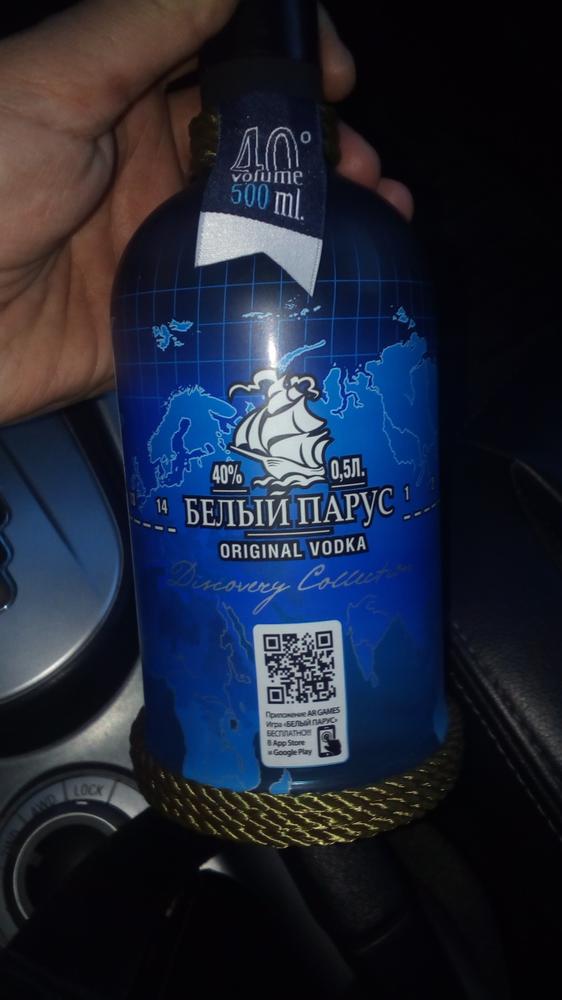 40°
volume
500 ml.
40% 0,5Л.
14 1
БЕЛЫЙ ПАРУС
ORIGINAL VODKA
Discovery Collection
Приложение AR GAMES
Игра «БЕЛЫЙ ПАРУС»
БЕСПЛАТНО!!!
В App Store
и Google Play
AWD LOCK